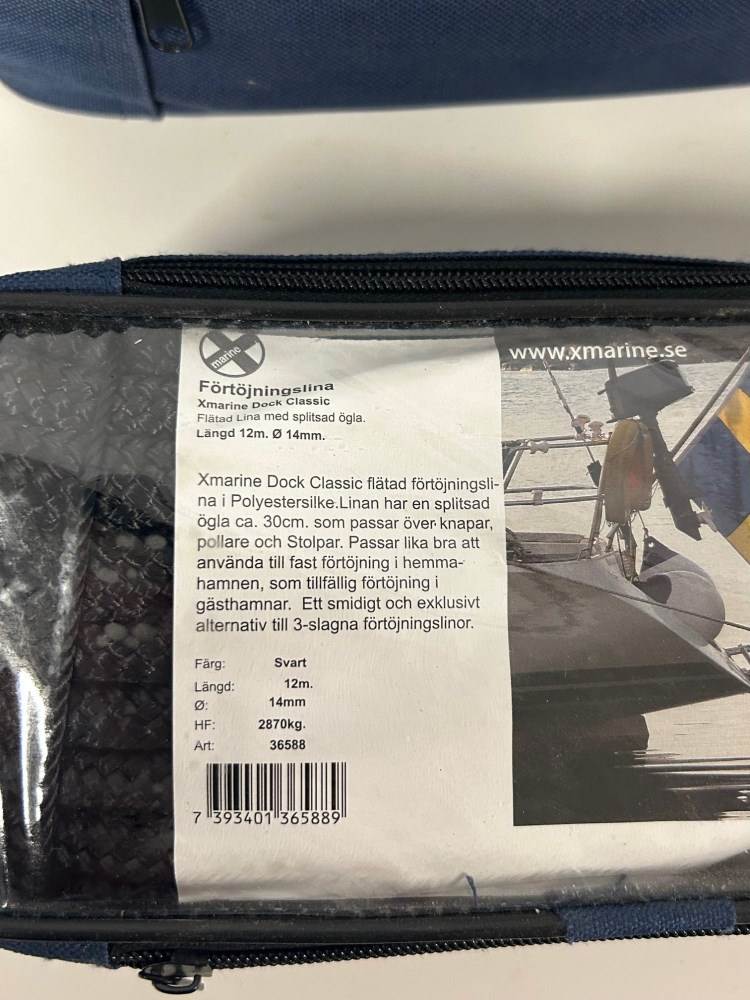 marine
www.xmarine.se
Förtöjningslina
Xmarine Dock Classic
Flätad Lina med splitsad ögla.
Längd 12m. Ø 14mm.
Xmarine Dock Classic flätad förtöjningsli-
na i Polyestersilke.Linan har en splitsad
ögla ca. 30cm. som passar över knapar,
pollare och Stolpar. Passar lika bra att
använda till fast förtöjning i hemma-
hamnen, som tillfällig förtöjning i
gästhamnar. Ett smidigt och exklusivt
alternativ till 3-slagna förtöjningslinor.
Färg: Svart
Längd: 12m.
Ø: 14mm
HF: 2870kg.
Art: 36588
7 393401 365889